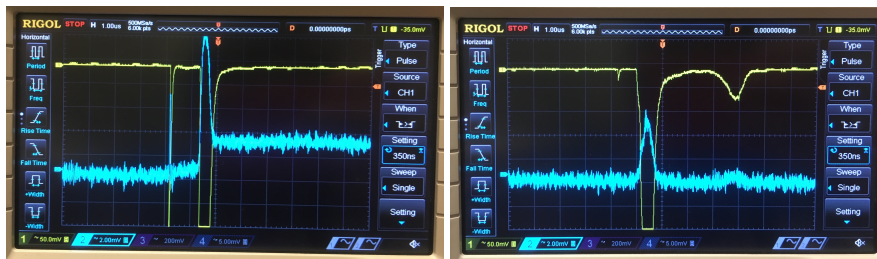 RIGOL STOP H 1.00us 500MSa/s 6.00k pts D 0.00000000ps T 1 -35.0mV
Horizontal
Period
Freq
Rise Time
Fall Time
+Width
-Width
Trigger
Type
Pulse
Source
CH1
When
Setting
350ns
Sweep
Single
Setting
1 50.0mV 2 2.00mV 3 200mV 4 5.00mV
RIGOL STOP H 1.00us 500MSa/s 6.00k pts D 0.00000000ps T 1 -35.0mV
Horizontal
Period
Freq
Rise Time
Fall Time
+Width
-Width
Trigger
Type
Pulse
Source
CH1
When
Setting
350ns
Sweep
Single
Setting
1 50.0mV 2 2.00mV 3 200mV 4 5.00mV